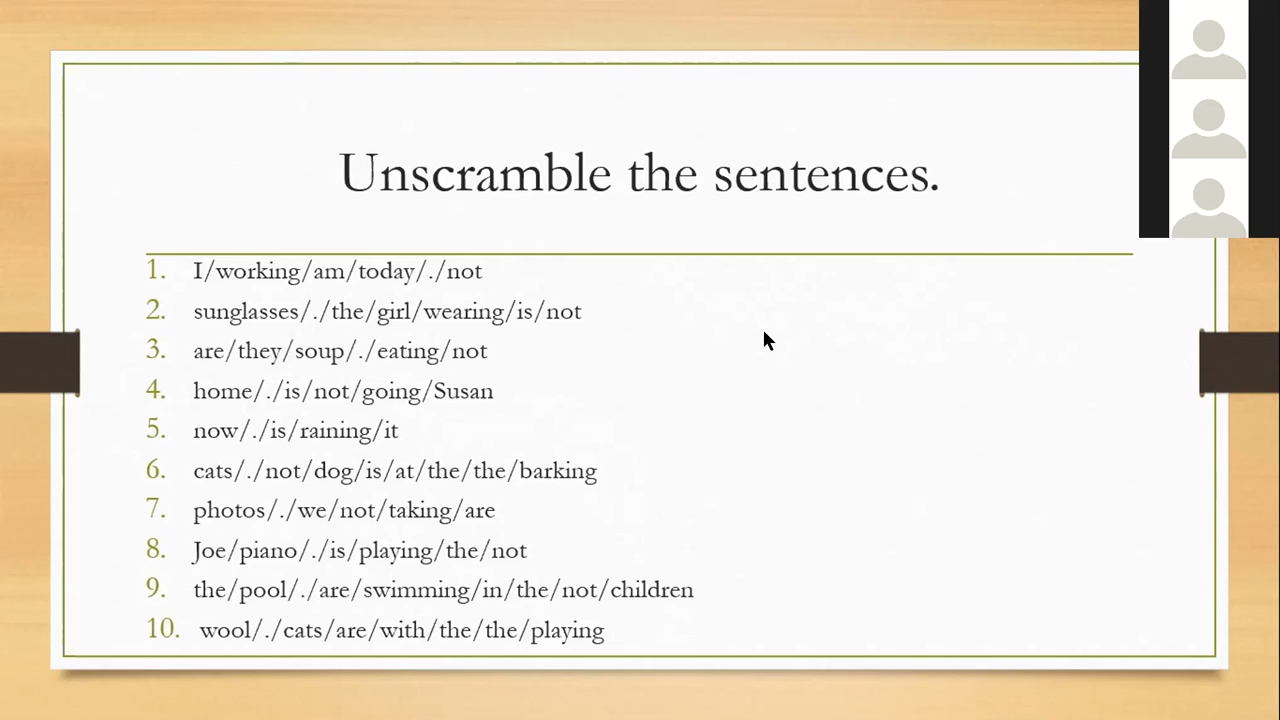 Unscramble the sentences.
1. I/working/am/today/./not
2. sunglasses/./the/girl/wearing/is/not
3. are/they/soup/./eating/not
4. home/./is/not/going/Susan
5. now/./is/raining/it
6. cats/./not/dog/is/at/the/the/barking
7. photos/./we/not/taking/are
8. Joe/piano/./is/playing/the/not
9. the/pool/./are/swimming/in/the/not/children
10. wool/./cats/are/with/the/the/playing